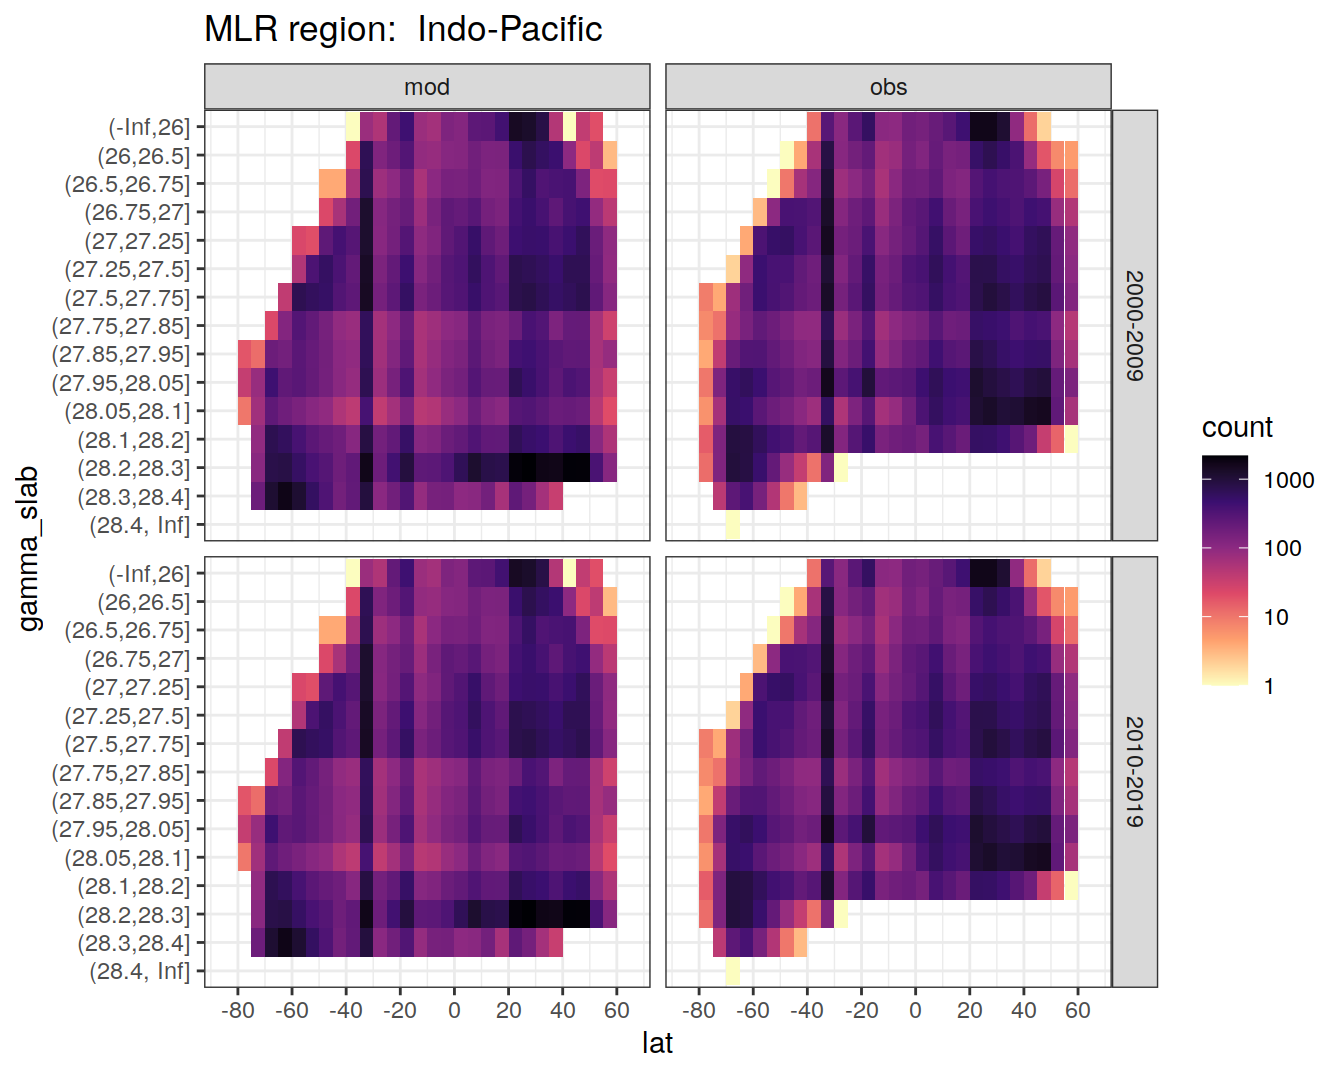 MLR region:  Indo-Pacific
mod
obs
(-Inf,26]
(26,26.5]
(26.5,26.75]
(26.75,27]
(27,27.25]
(27.25,27.5]
(27.5,27.75]
(27.75,27.85]
(27.85,27.95]
(27.95,28.05]
(28.05,28.1]
(28.1,28.2]
(28.2,28.3]
(28.3,28.4]
(28.4, Inf]
2000-2009
gamma_slab
(-Inf,26]
(26,26.5]
(26.5,26.75]
(26.75,27]
(27,27.25]
(27.25,27.5]
(27.5,27.75]
(27.75,27.85]
(27.85,27.95]
(27.95,28.05]
(28.05,28.1]
(28.1,28.2]
(28.2,28.3]
(28.3,28.4]
(28.4, Inf]
2010-2019
-80 -60 -40 -20 0 20 40 60
-80 -60 -40 -20 0 20 40 60
lat
count
1000
100
10
1